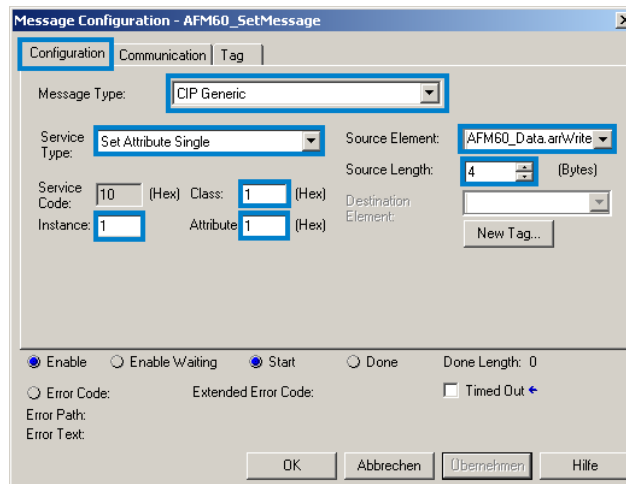 Message Configuration - AFM60_SetMessage
Configuration Communication Tag
Message Type: CIP Generic
Service Type: Set Attribute Single Source Element: AFM60_Data.arrWrite
Source Length: 4 (Bytes)
Service Code: 10 (Hex) Class: 1 (Hex) Destination Element:
Instance: 1 Attribute 1 (Hex) New Tag...
Enable Enable Waiting Start Done Done Length: 0
Error Code: Extended Error Code: Timed Out
Error Path:
Error Text:
OK Abbrechen Übernehmen Hilfe